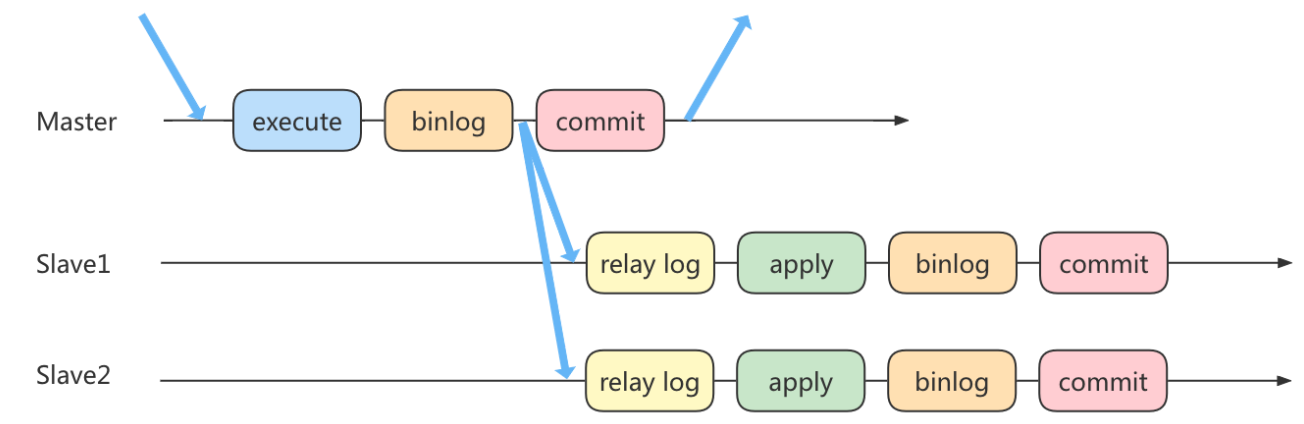 Master execute binlog commit
Slave1 relay log apply binlog commit
Slave2 relay log apply binlog commit